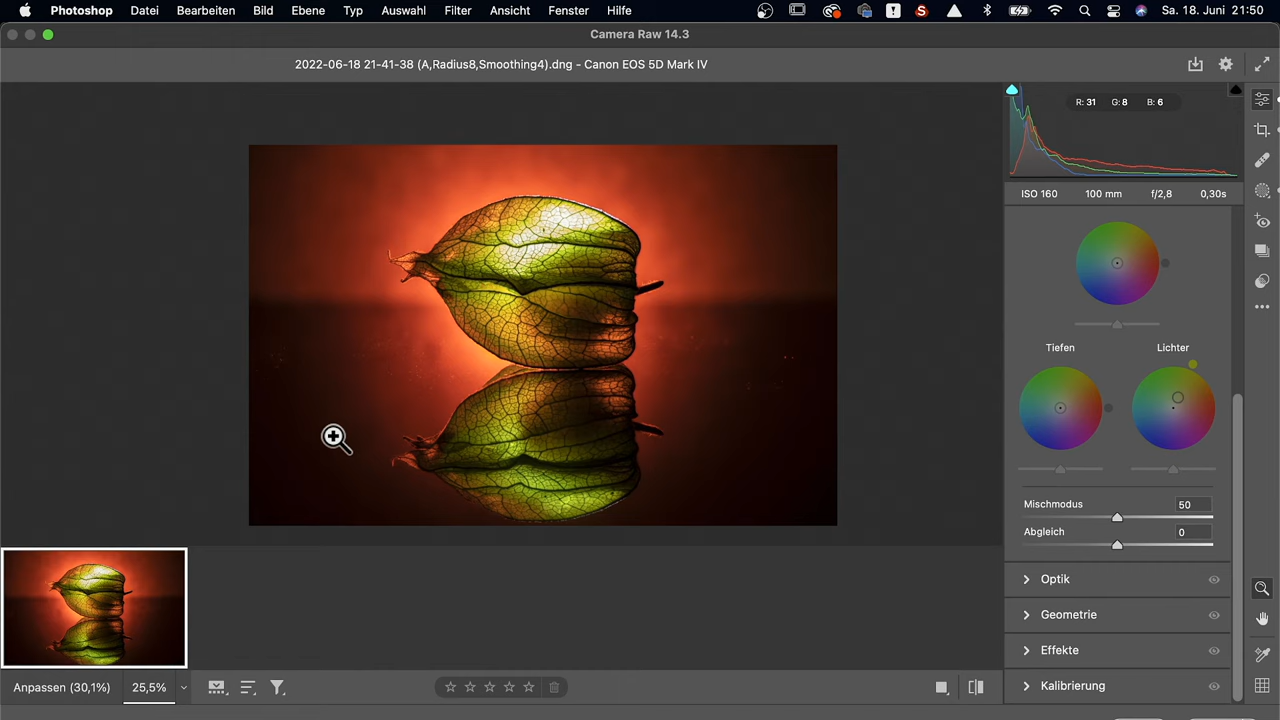 Photoshop Datei Bearbeiten Bild Ebene Typ Auswahl Filter Ansicht Fenster Hilfe Sa. 18. Juni 21:50
Camera Raw 14.3
2022-06-18 21-41-38 (A,Radius8,Smoothing4).dng - Canon EOS 5D Mark IV
R: 31 G: 8 B: 6
ISO 160 100 mm f/2,8 0,30s
Tiefen Lichter
Mischmodus 50
Abgleich 0
Optik
Geometrie
Effekte
Kalibrierung
Anpassen (30,1%) 25,5%